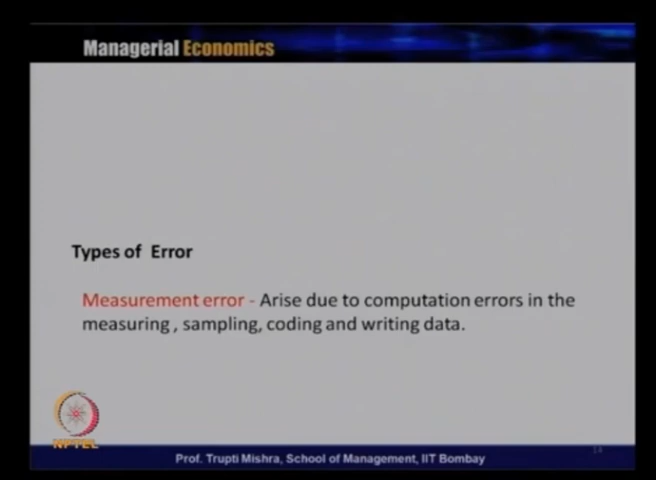 Managerial Economics
Types of Error
Measurement error - Arise due to computation errors in the
measuring , sampling, coding and writing data.
NPTEL
Prof. Trupti Mishra, School of Management, IIT Bombay
14